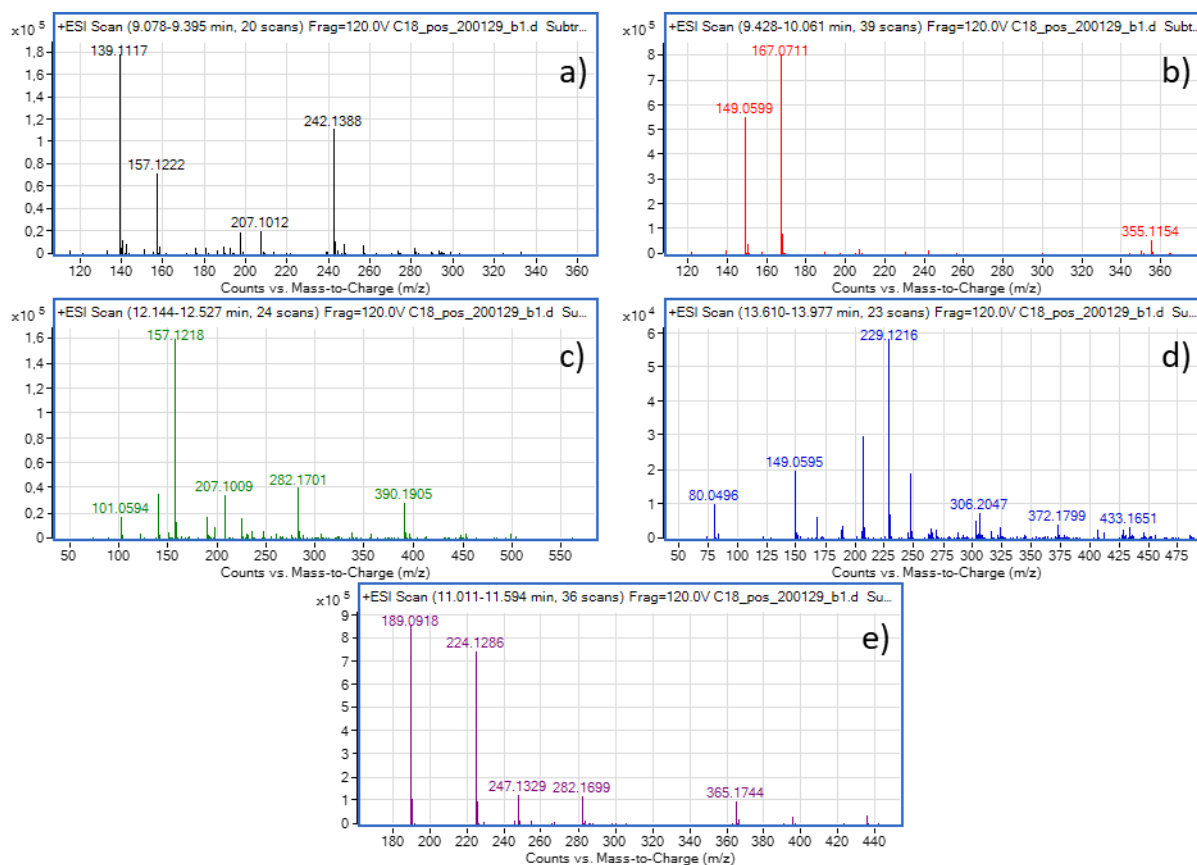 +ESI Scan (9.078-9.395 min, 20 scans) Frag=120.0V C18_pos_200129_b1.d Subtr...
x10 5
139.1117
a)
1.8
1.6
1.4
1.2
242.1388
1
0.8
157.1222
0.6
0.4
207.1012
0.2
0
120 140 160 180 200 220 240 260 280 300 320 340 360
Counts vs. Mass-to-Charge (m/z)
+ESI Scan (9.428-10.061 min, 39 scans) Frag=120.0V C18_pos_200129_b1.d Subt...
x10 5
167.0711
b)
8
7
6
149.0599
5
4
3
2
1
355.1154
0
120 140 160 180 200 220 240 260 280 300 320 340 360
Counts vs. Mass-to-Charge (m/z)
+ESI Scan (12.144-12.527 min, 24 scans) Frag=120.0V C18_pos_200129_b1.d Su...
x10 5
157.1218
c)
1.6
1.4
1.2
1
0.8
0.6
0.4
282.1701
207.1009
390.1905
101.0594
0.2
0
50 100 150 200 250 300 350 400 450 500 550
Counts vs. Mass-to-Charge (m/z)
+ESI Scan (13.610-13.977 min, 23 scans) Frag=120.0V C18_pos_200129_b1.d Su...
x10 4
229.1216
d)
6
5
4
3
149.0595
2
80.0496
306.2047
1
372.1799
433.1651
0
50 75 100 125 150 175 200 225 250 275 300 325 350 375 400 425 450 475
Counts vs. Mass-to-Charge (m/z)
+ESI Scan (11.011-11.594 min, 36 scans) Frag=120.0V C18_pos_200129_b1.d Su...
x10 5
189.0918
e)
9
8
224.1286
7
6
5
4
3
2
247.1329
282.1699
365.1744
1
0
180 200 220 240 260 280 300 320 340 360 380 400 420 440
Counts vs. Mass-to-Charge (m/z)